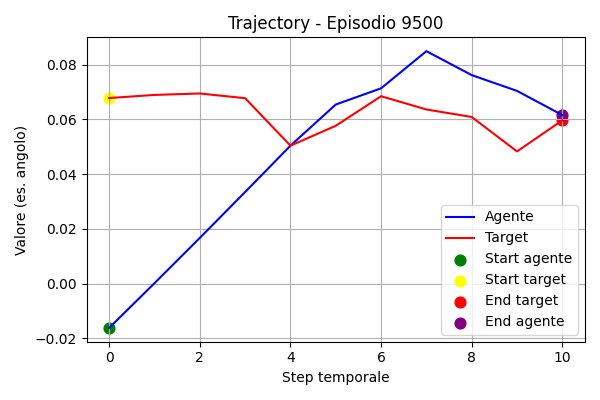 Trajectory - Episodio 9500
Valore (es. angolo)
0.08
0.06
0.04
0.02
0.00
−0.02
0 2 4 6 8 10
Step temporale
Agente
Target
Start agente
Start target
End target
End agente